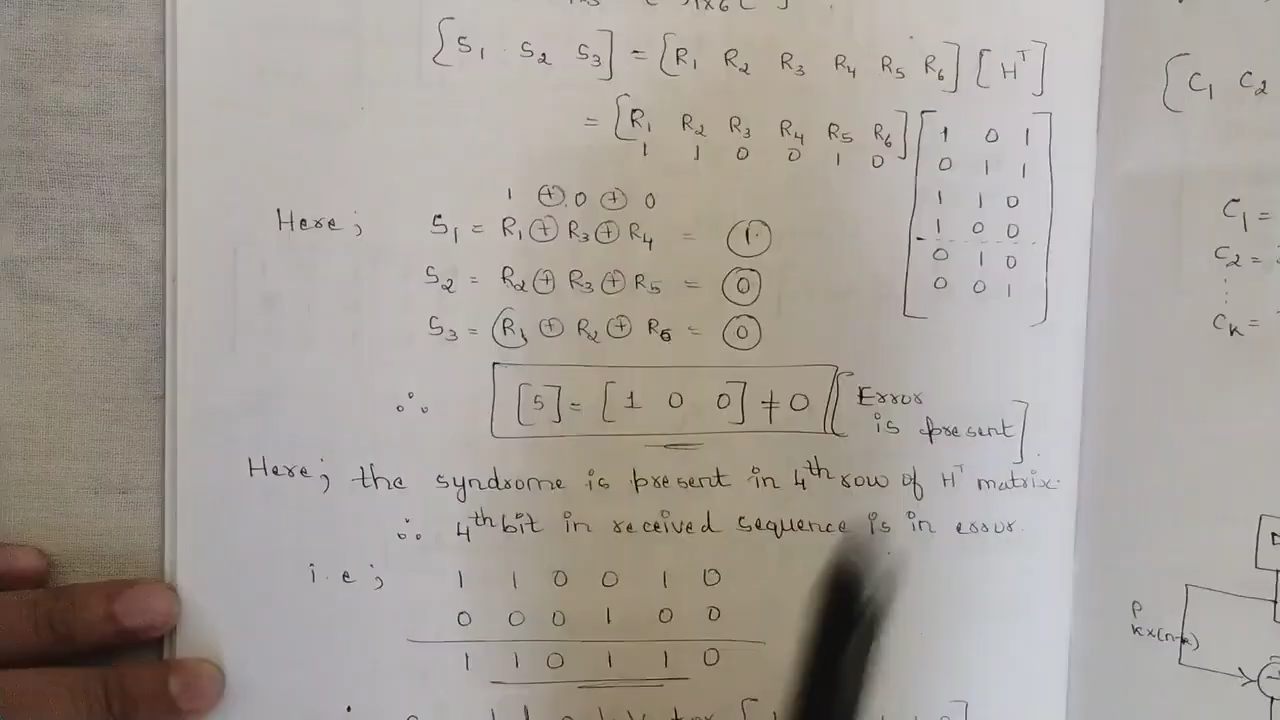 [S1 S2 S3] = [R1 R2 R3 R4 R5 R6] [H^T]
= [R1 R2 R3 R4 R5 R6]
1 1 0 0 1 0
1 0 1
0 1 1
1 1 0
1 0 0
0 1 0
0 0 1
1 ⊕ 0 ⊕ 0
Here; S1 = R1 ⊕ R3 ⊕ R4 = 1
S2 = R2 ⊕ R3 ⊕ R5 = 0
S3 = R1 ⊕ R2 ⊕ R6 = 0
∴ [S] = [1 0 0] ≠ 0 [Error
is present]
Here; the syndrome is present in 4th row of H^T matrix.
∴ 4th bit in received sequence is in error.
i.e; 1 1 0 0 1 0
0 0 0 1 0 0
1 1 0 1 1 0
[C1 C2
C1 =
C2 =
⋮
CK =
P
K×(n-k)